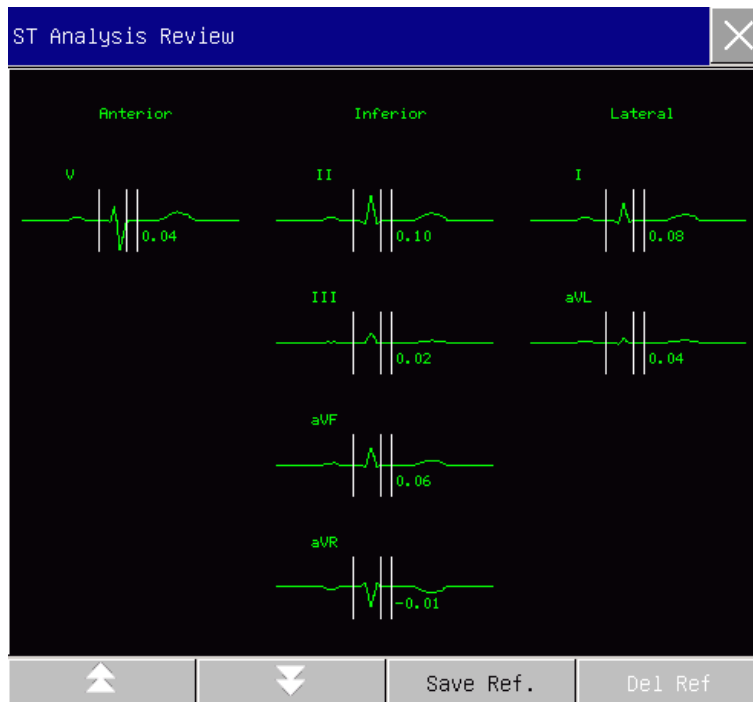 ST Analysis Review
Anterior Inferior Lateral
V II I
0.04 0.10 0.08
III aVL
0.02 0.04
aVF
0.06
aVR
-0.01
Save Ref. Del Ref